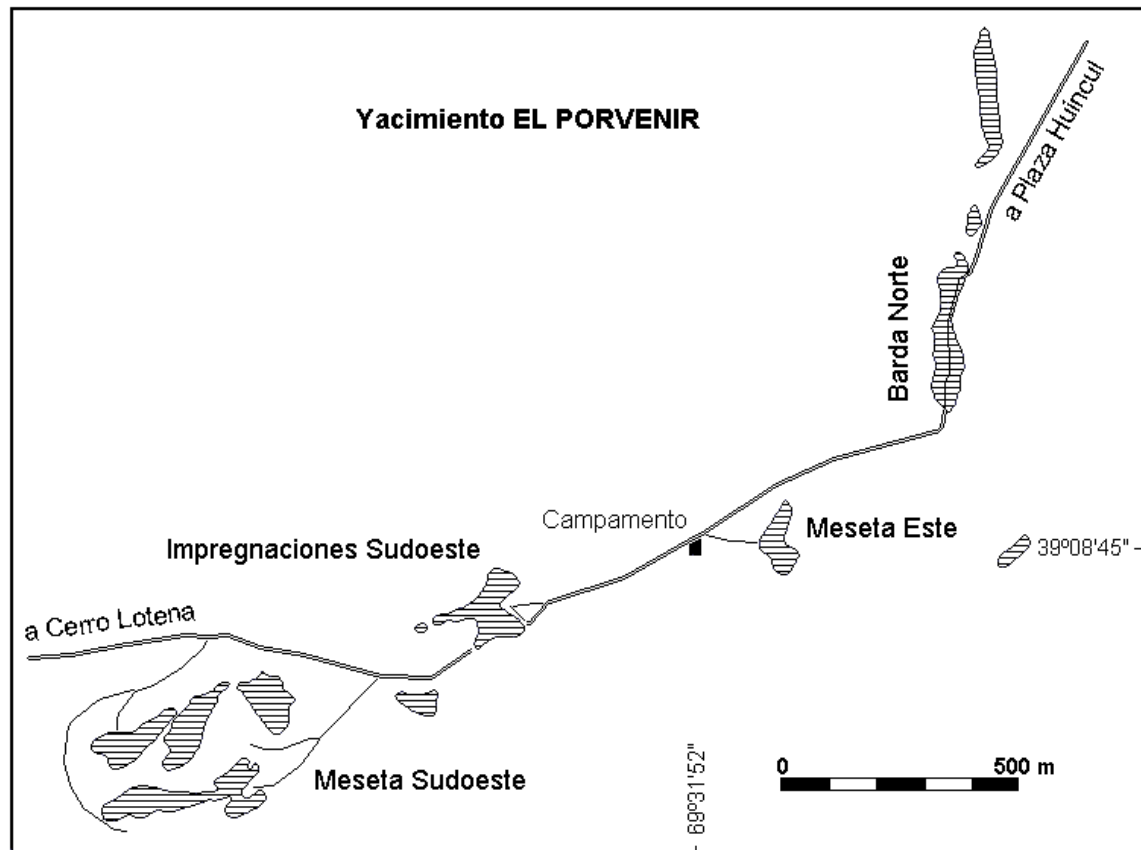 Yacimiento EL PORVENIR
a Plaza Huíncul
Barda Norte
Campamento
Meseta Este
Impregnaciones Sudoeste
39º08'45" –
a Cerro Lotena
Meseta Sudoeste
– 69º31'52"
0 500 m